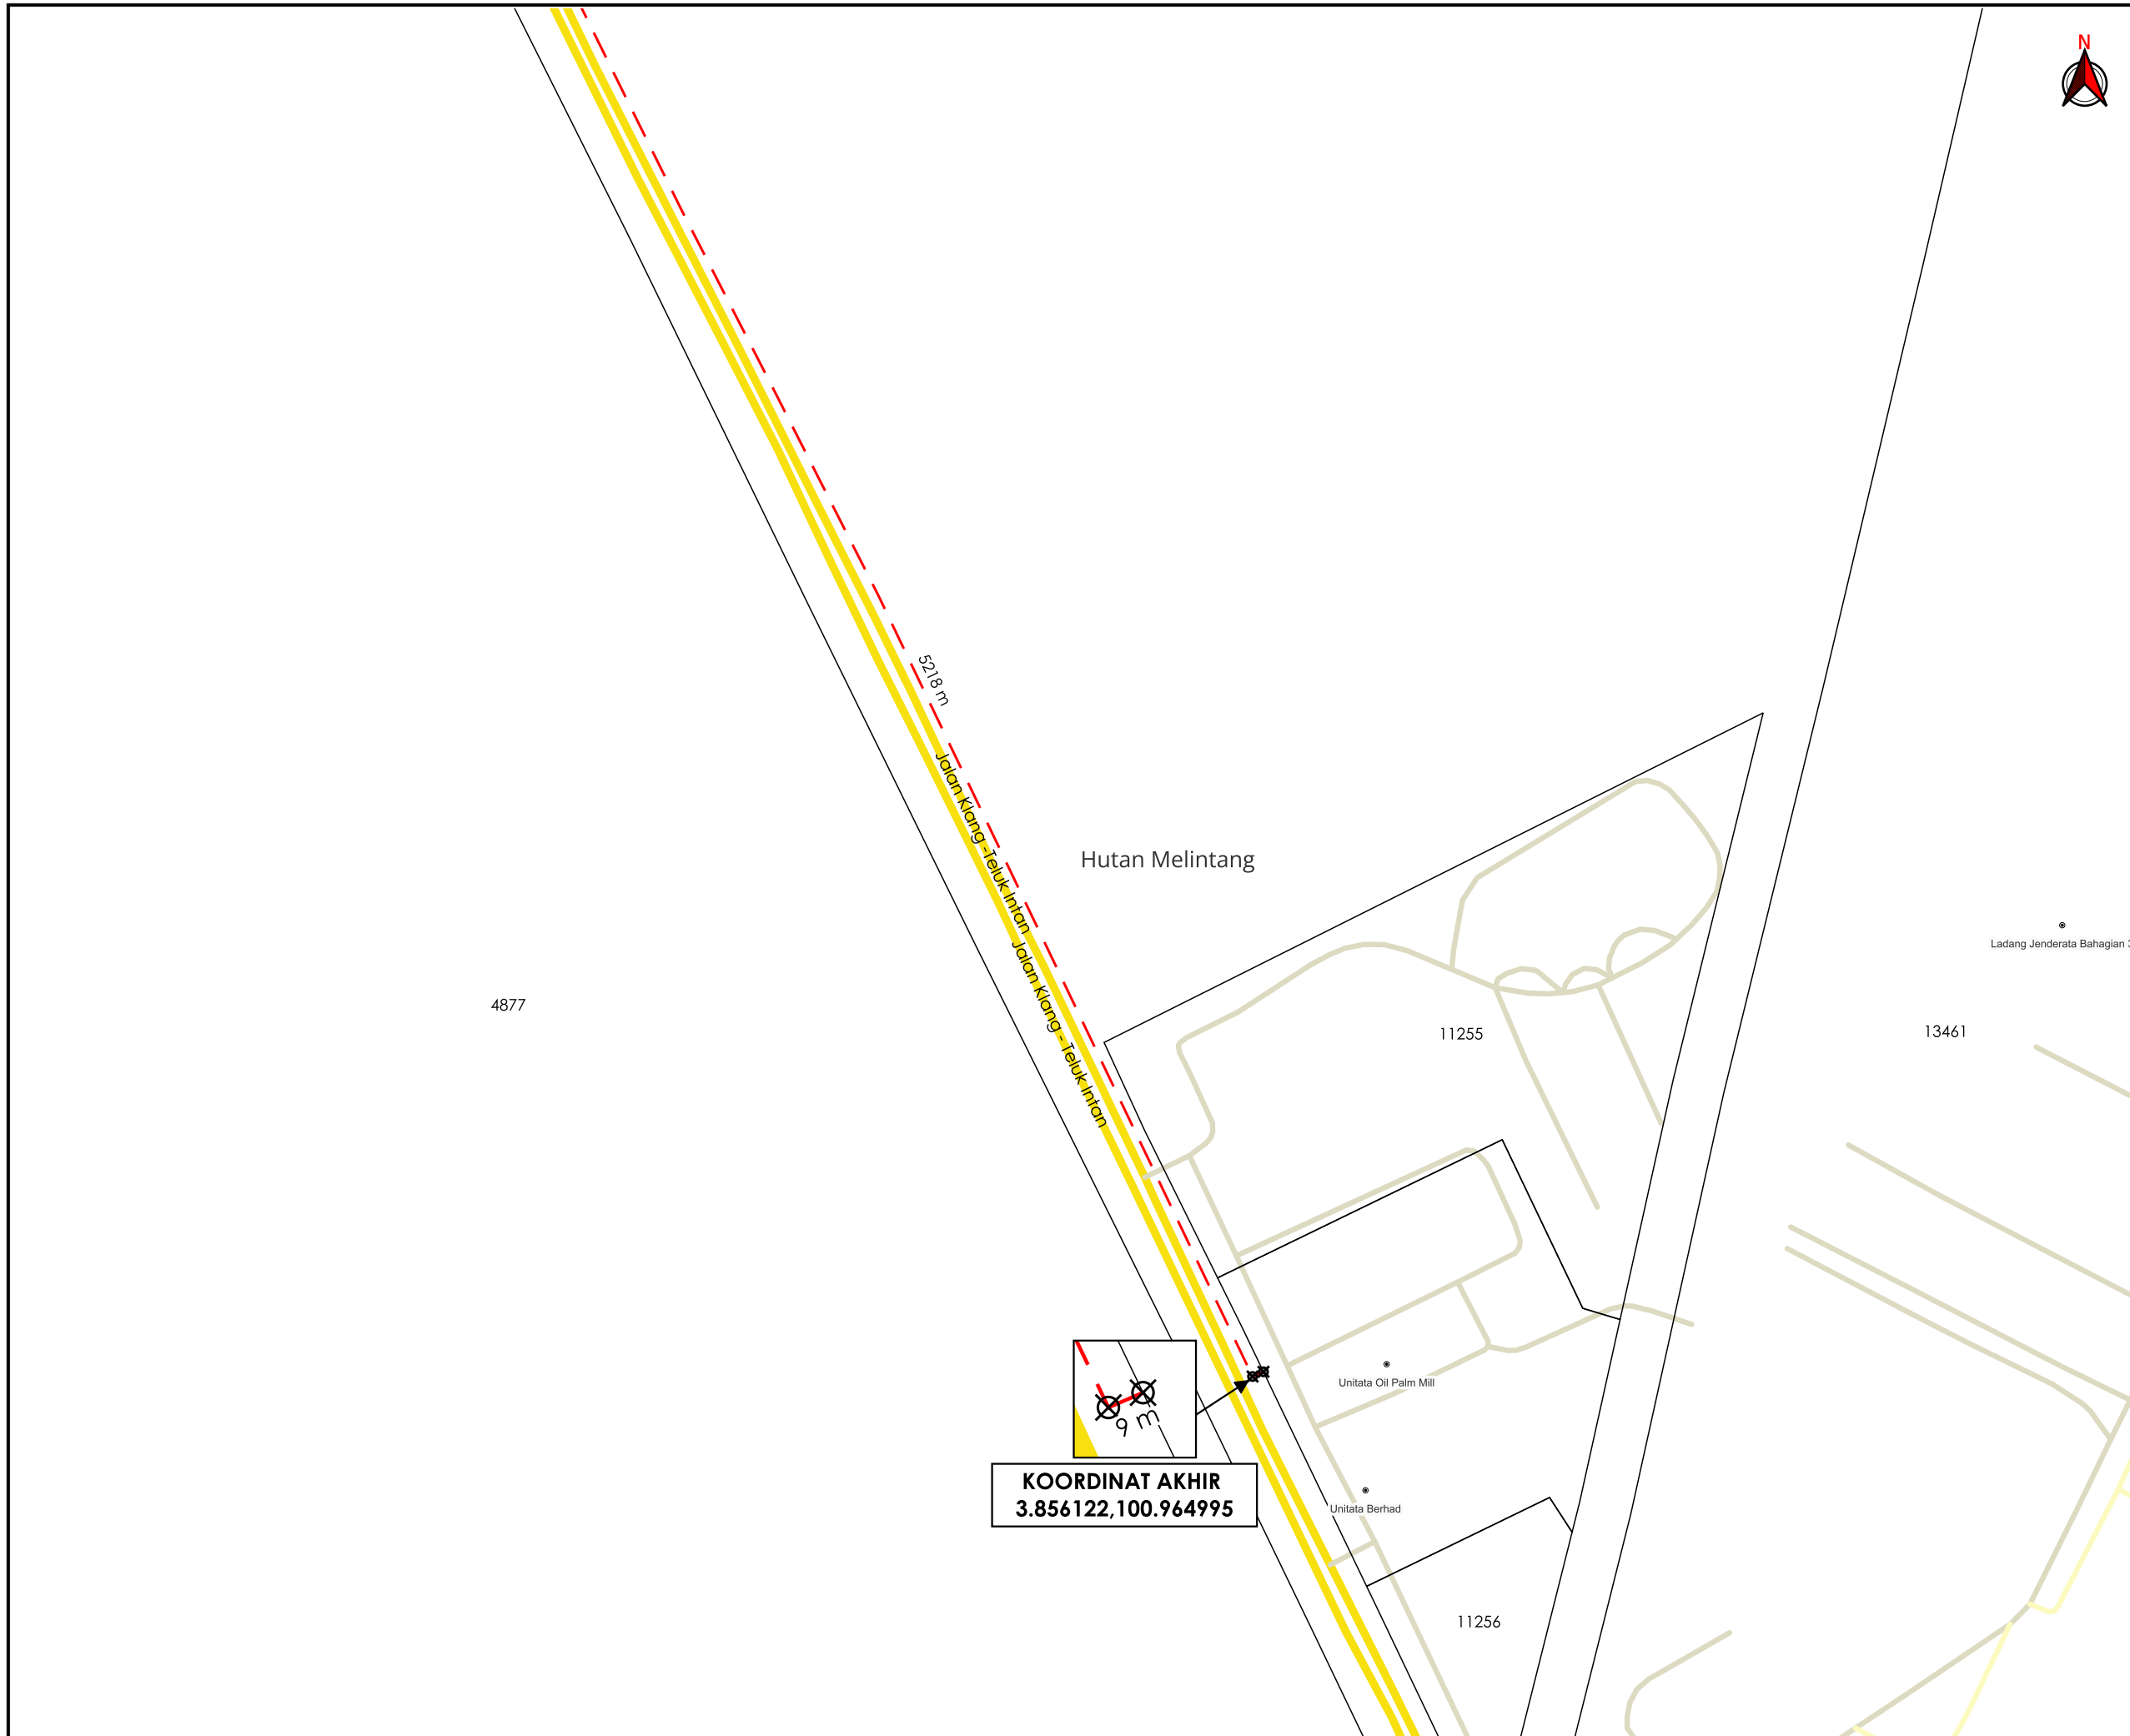 N
5218 m
Jalan Klang -Teluk Intan
Hutan Melintang
Ladang Jenderata Bahagian 3
Jalan Klang - Teluk Intan
4877
11255
13461
Unitata Oil Palm Mill
9 m
KOORDINAT AKHIR
3.856122,100.964995
Unitata Berhad
11256